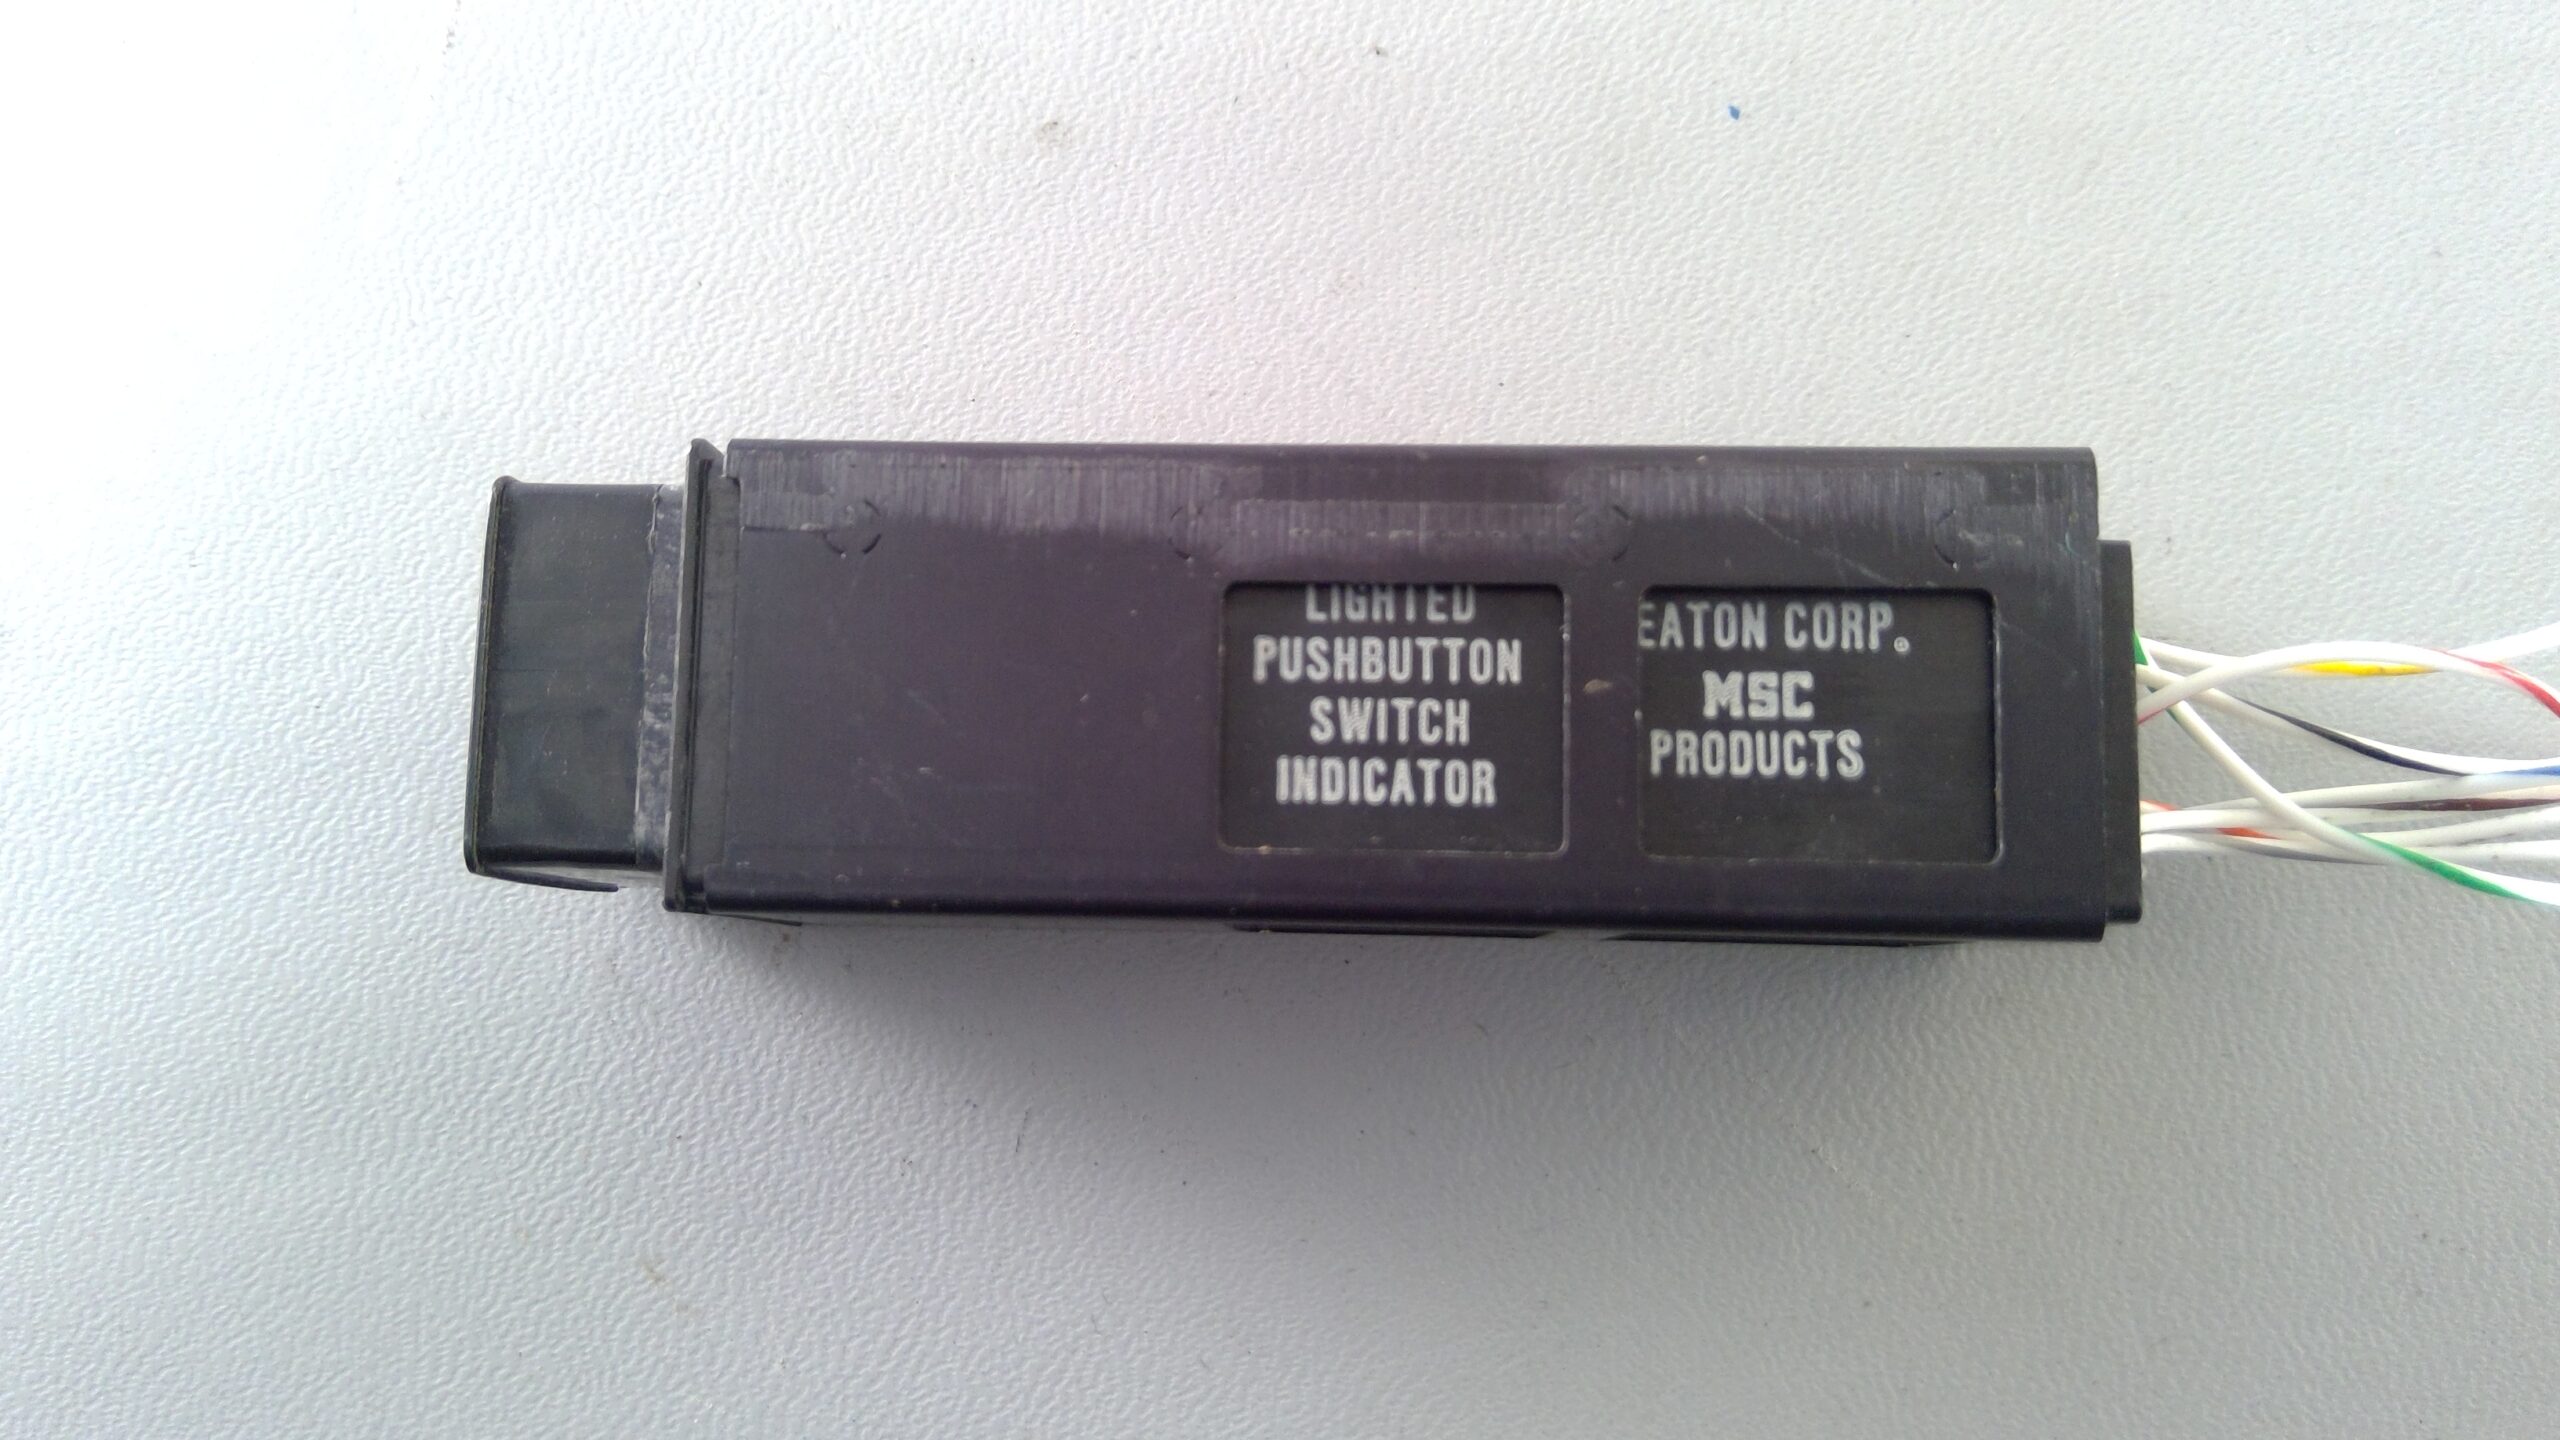 LIGHTED
PUSHBUTTON
SWITCH
INDICATOR
EATON CORP.
MSC
PRODUCTS